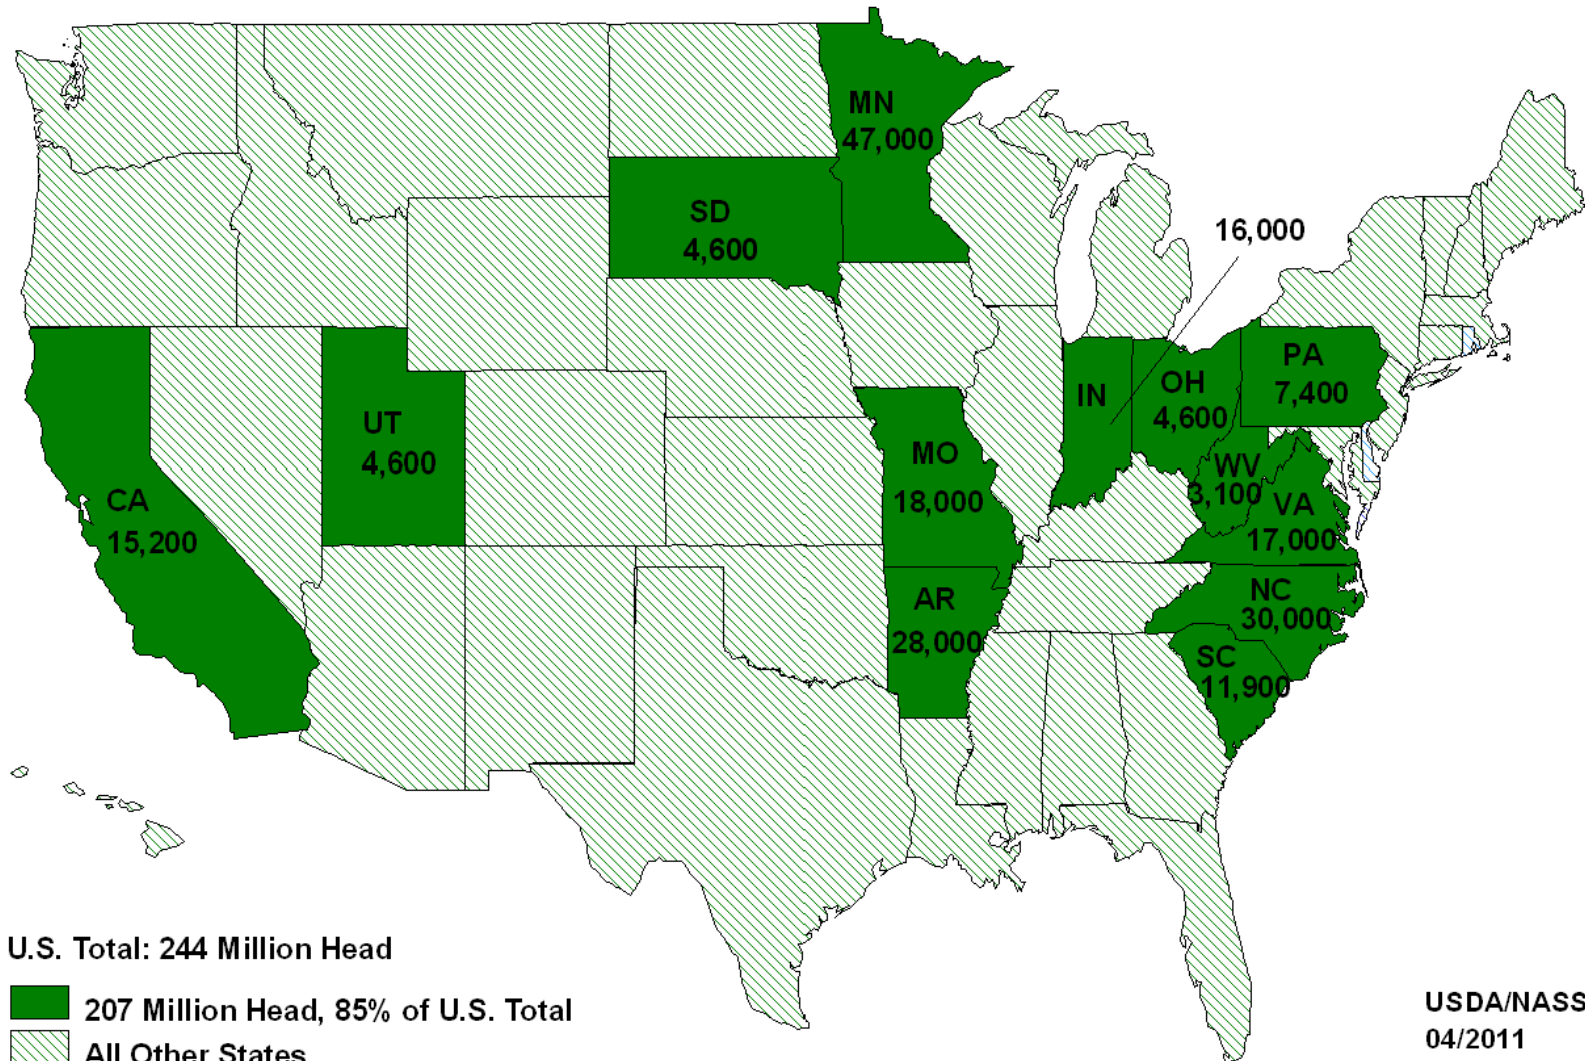 MN
47,000
SD
4,600
16,000
PA
7,400
IN
OH
4,600
UT
4,600
MO
18,000
WV
3,100
CA
15,200
VA
17,000
AR
28,000
NC
30,000
SC
11,900
U.S. Total: 244 Million Head
207 Million Head, 85% of U.S. Total
All Other States
USDA/NASS
04/2011